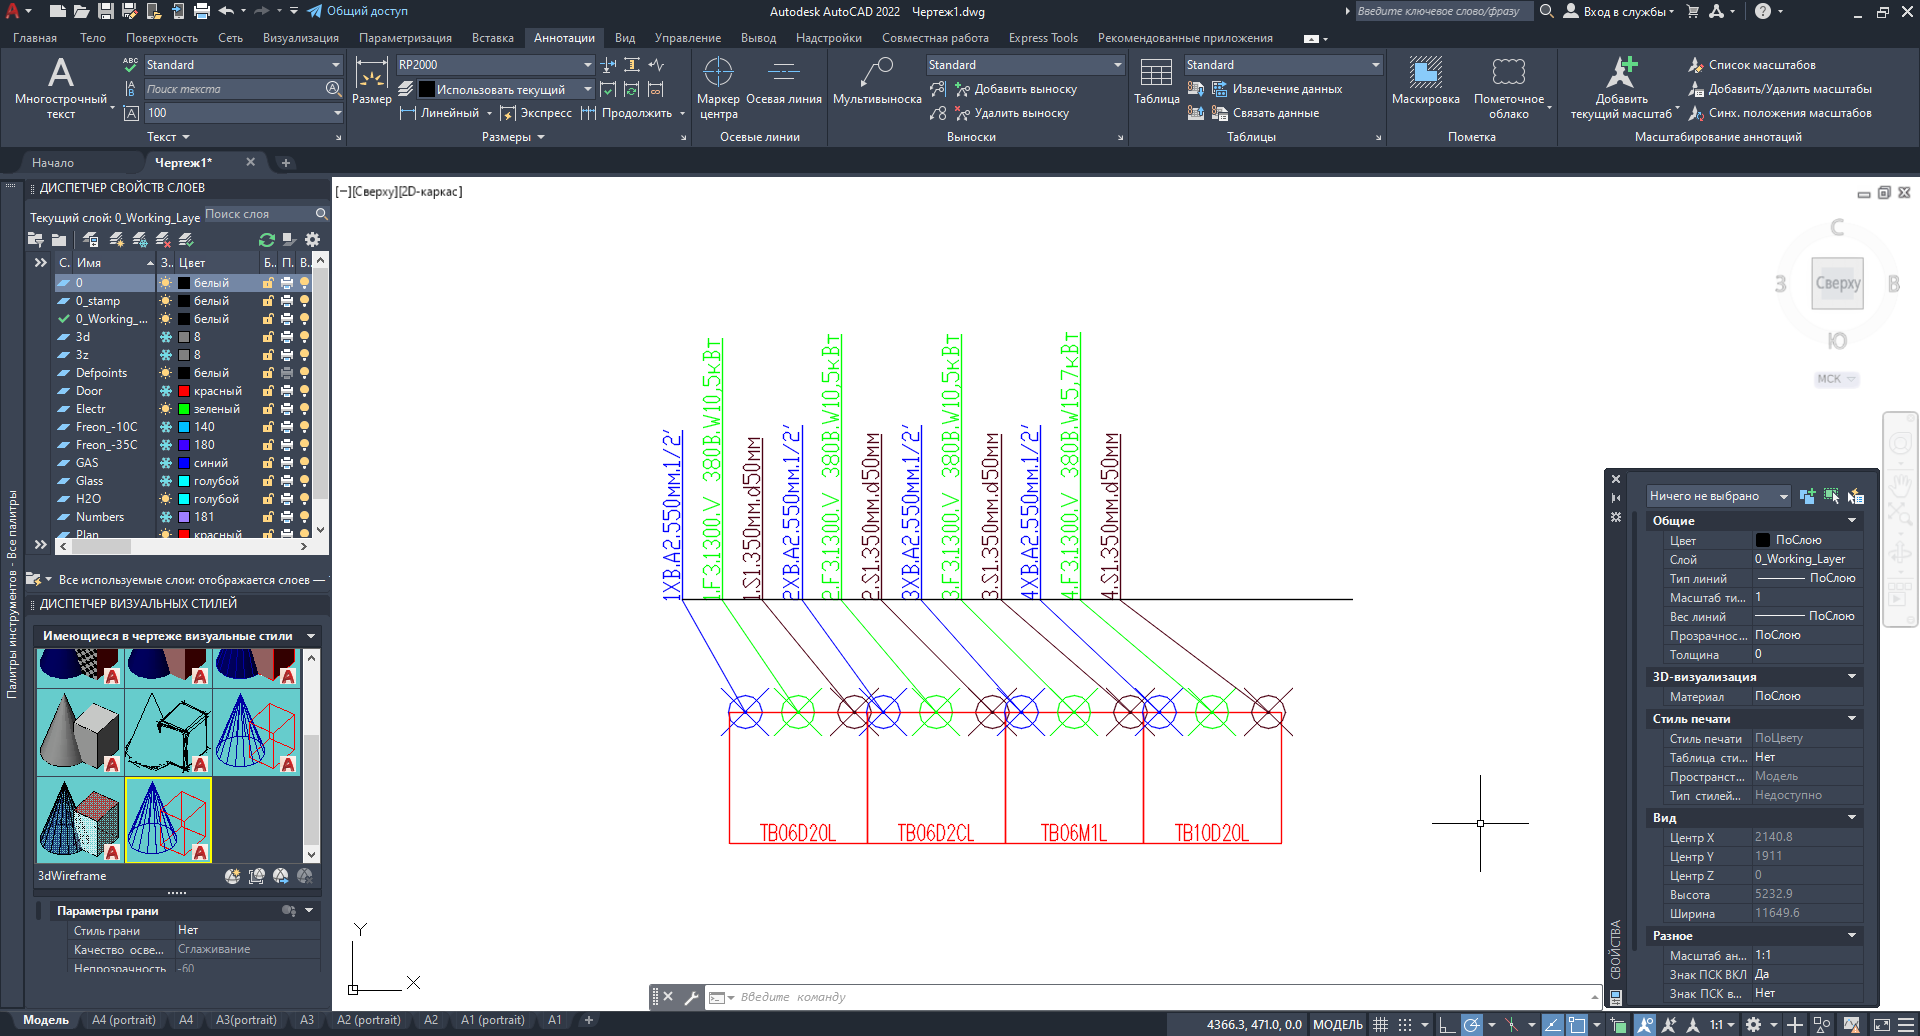 Общий доступ
Autodesk AutoCAD 2022 Чертеж1.dwg
Введите ключевое слово/фразу
Вход в службы
Главная Тело Поверхность Сеть Визуализация Параметризация Вставка Аннотации Вид Управление Вывод Надстройки Совместная работа Express Tools Рекомендованные приложения
Многострочный текст
ABC
Standard
Поиск текста
100
Текст
Размер
RP2000
Использовать текущий
Линейный
Экспресс
Продолжить
Размеры
Маркер центра
Осевая линия
Осевые линии
Мультивыноска
Standard
Добавить выноску
Удалить выноску
Выноски
Таблица
Standard
Извлечение данных
Связать данные
Таблицы
Маскировка
Пометочное облако
Пометка
Добавить текущий масштаб
Список масштабов
Добавить/Удалить масштабы
Синх. положения масштабов
Масштабирование аннотаций
Начало
Чертеж1*
ДИСПЕТЧЕР СВОЙСТВ СЛОЕВ
Текущий слой: 0_Working_Laye
Поиск слоя
С. Имя З.. Цвет Б.. П. В..
0 белый
0_stamp белый
0_Working_... белый
3d 8
3z 8
Defpoints белый
Door красный
Electr зеленый
Freon_-10C 140
Freon_-35C 180
GAS синий
Glass голубой
H2O голубой
Numbers 181
Plan красный
Все используемые слои: отображается слоев —
ДИСПЕТЧЕР ВИЗУАЛЬНЫХ СТИЛЕЙ
Имеющиеся в чертеже визуальные стили
3dWireframe
Параметры грани
Стиль грани Нет
Качество осве... Сглаживание
Непрозрачность -60
Палитры инструментов - Все палитры
[−][Сверху][2D-каркас]
1XB.A2.550мм.1/2'
1.F3.1300.V 380В.W10,5кВт
1.S1.350мм.d50мм
2XB.A2.550мм.1/2'
2.F3.1300.V 380В.W10,5кВт
2.S1.350мм.d50мм
3XB.A2.550мм.1/2'
3.F3.1300.V 380В.W10,5кВт
3.S1.350мм.d50мм
4XB.A2.550мм.1/2'
4.F3.1300.V 380В.W15,7кВт
4.S1.350мм.d50мм
TB06D20L TB06D2CL TB06M1L TB10D20L
Y
X
С
З
Сверху
В
Ю
МСК
Ничего не выбрано
Общие
Цвет ПоСлою
Слой 0_Working_Layer
Тип линий ПоСлою
Масштаб ти... 1
Вес линий ПоСлою
Прозрачнос... ПоСлою
Толщина 0
3D-визуализация
Материал ПоСлою
Стиль печати
Стиль печати ПоЦвету
Таблица сти... Нет
Пространст... Модель
Тип стилей... Недоступно
Вид
Центр X 2140.8
Центр Y 1911
Центр Z 0
Высота 5232.9
Ширина 11649.6
Разное
Масштаб ан... 1:1
Знак ПСК ВКЛ Да
Знак ПСК в... Нет
СВОЙСТВА
Введите команду
Модель A4 (portrait) A4 A3(portrait) A3 A2 (portrait) A2 A1 (portrait) A1
4366.3, 471.0, 0.0 МОДЕЛЬ
1:1